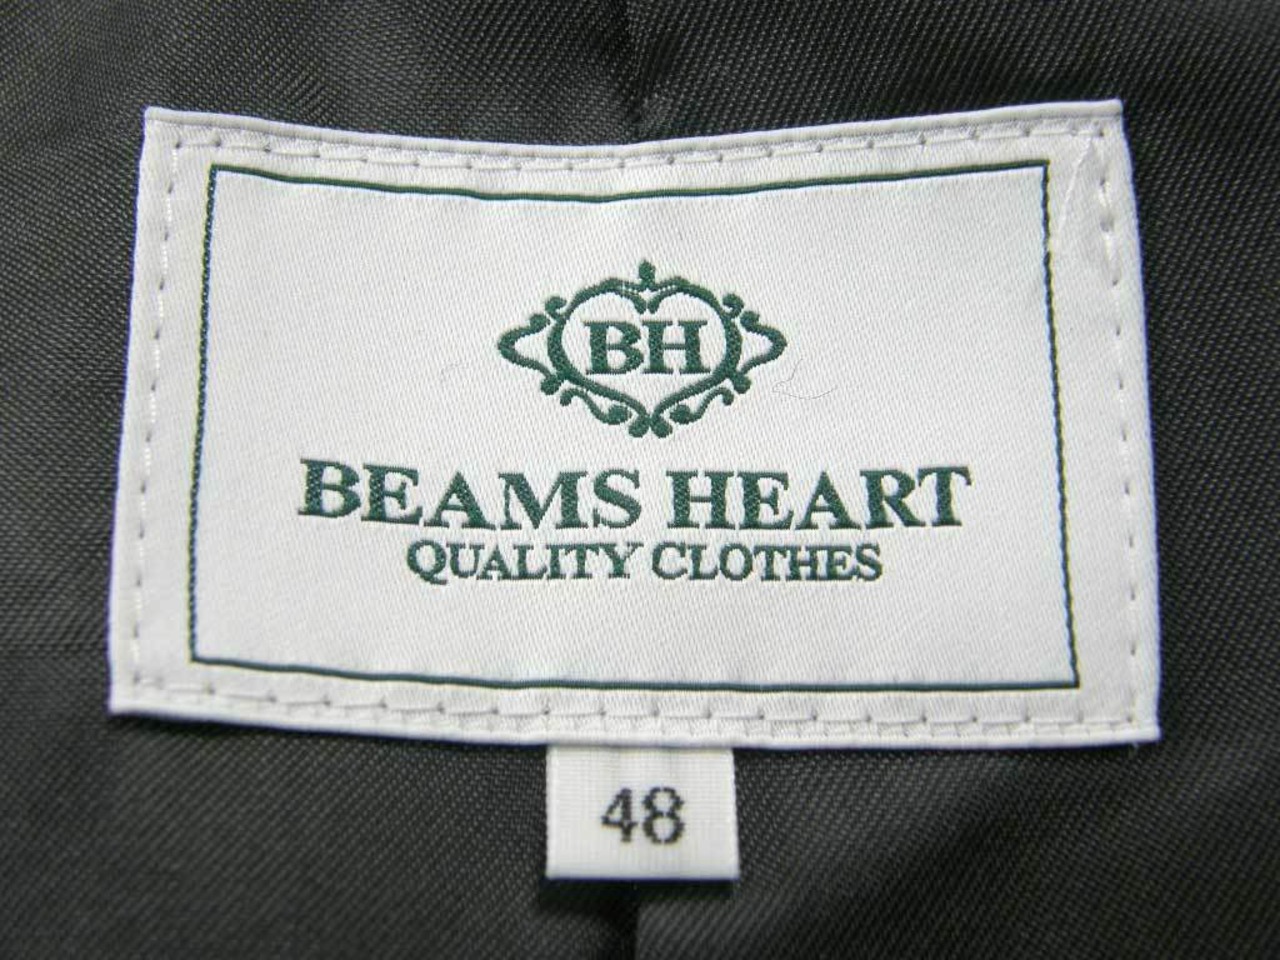 BH
BEAMS HEART
QUALITY CLOTHES
48